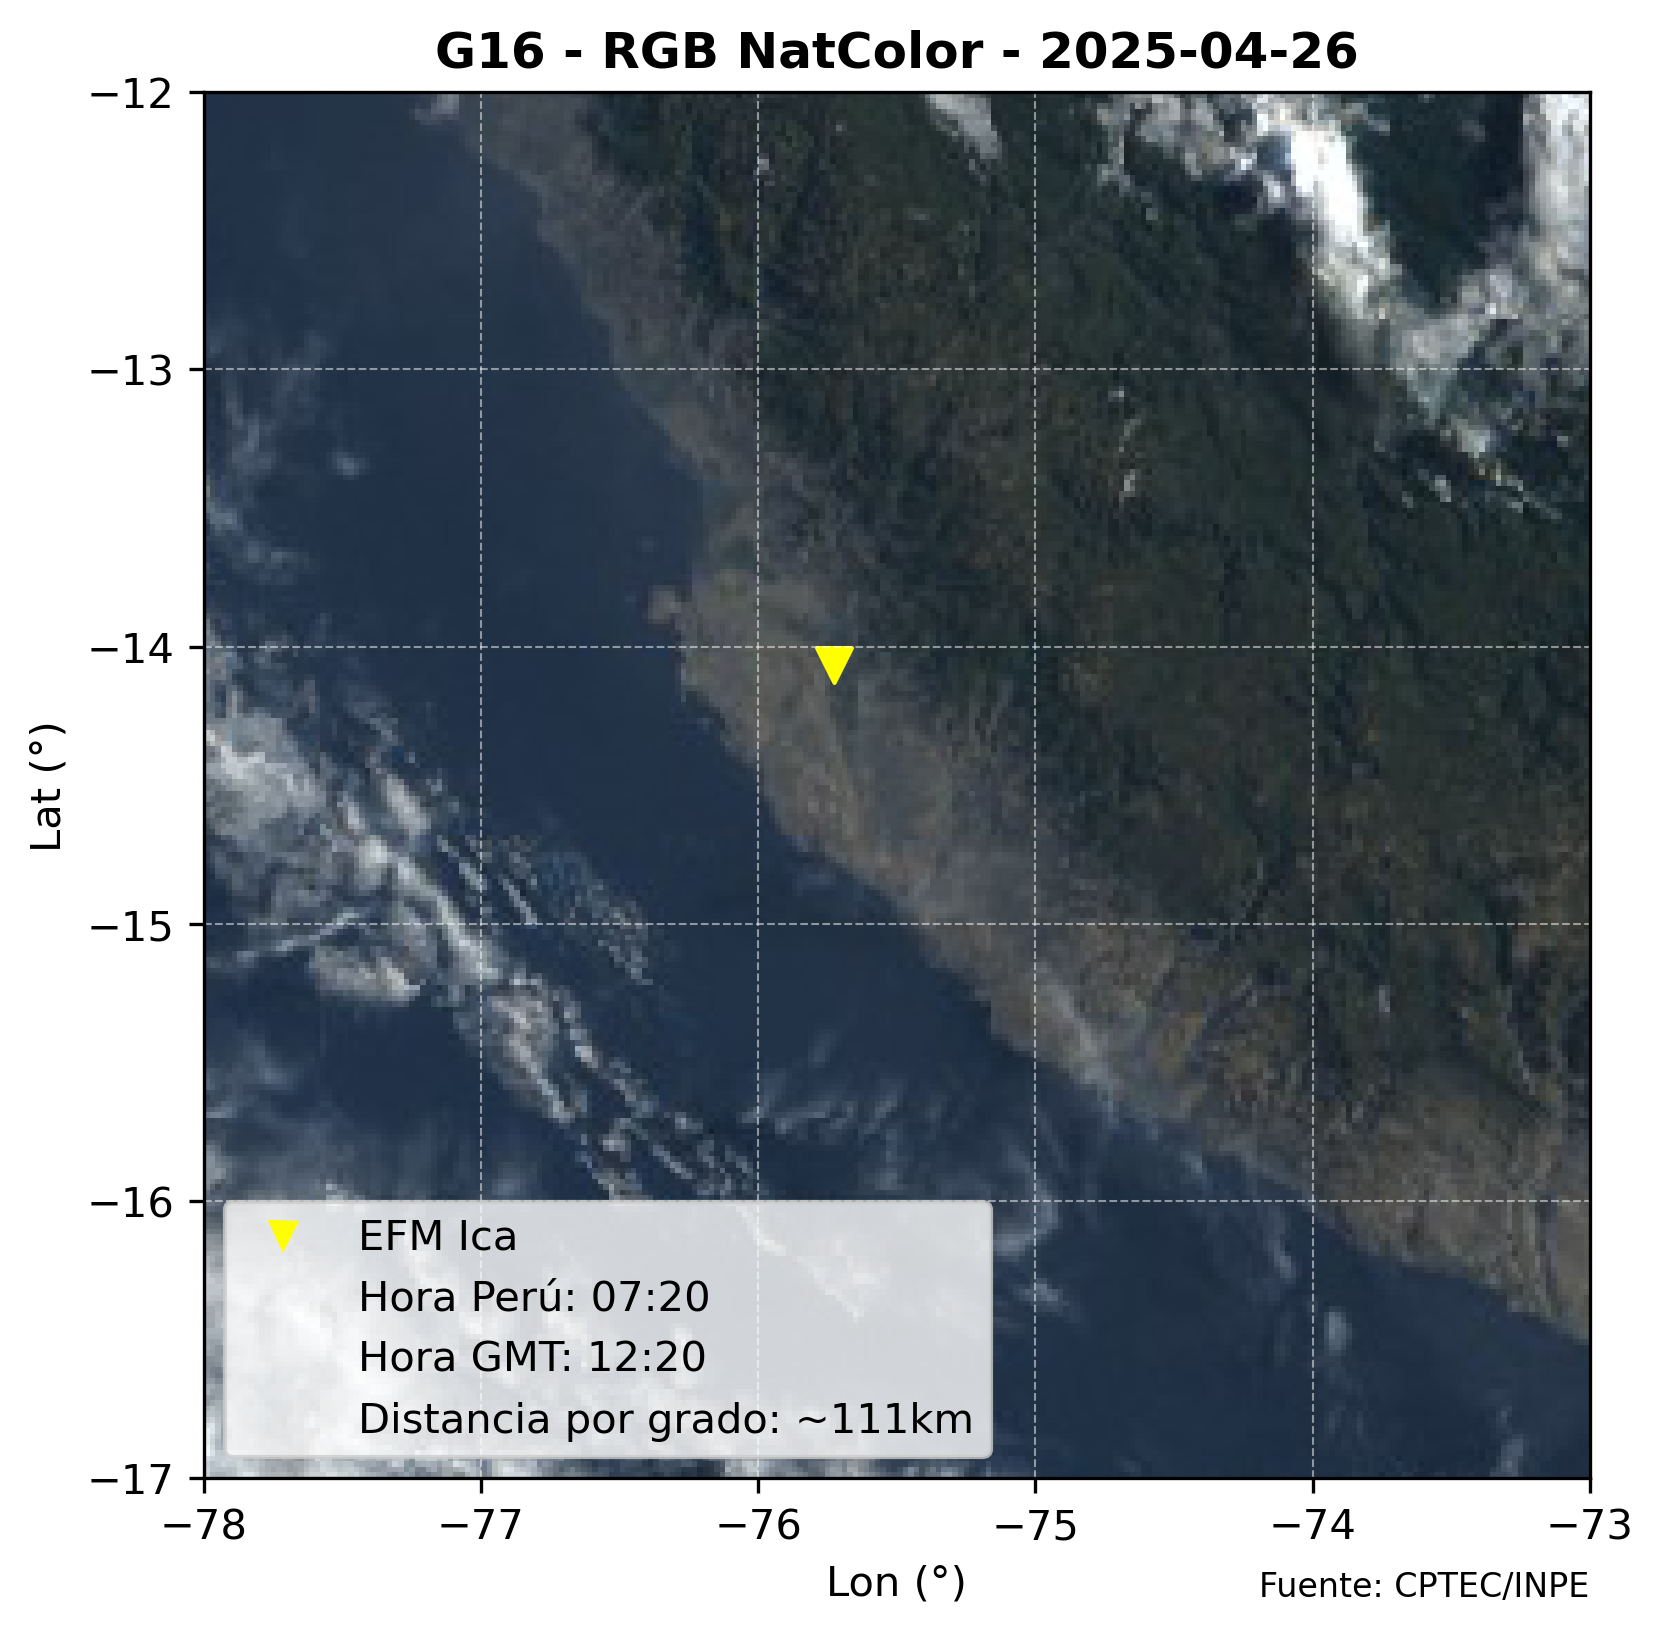 G16 - RGB NatColor - 2025-04-26
−12
−13
−14
−15
−16
−17
Lat (°)
EFM Ica
Hora Perú: 07:20
Hora GMT: 12:20
Distancia por grado: ~111km
−78 −77 −76 −75 −74 −73
Lon (°)
Fuente: CPTEC/INPE